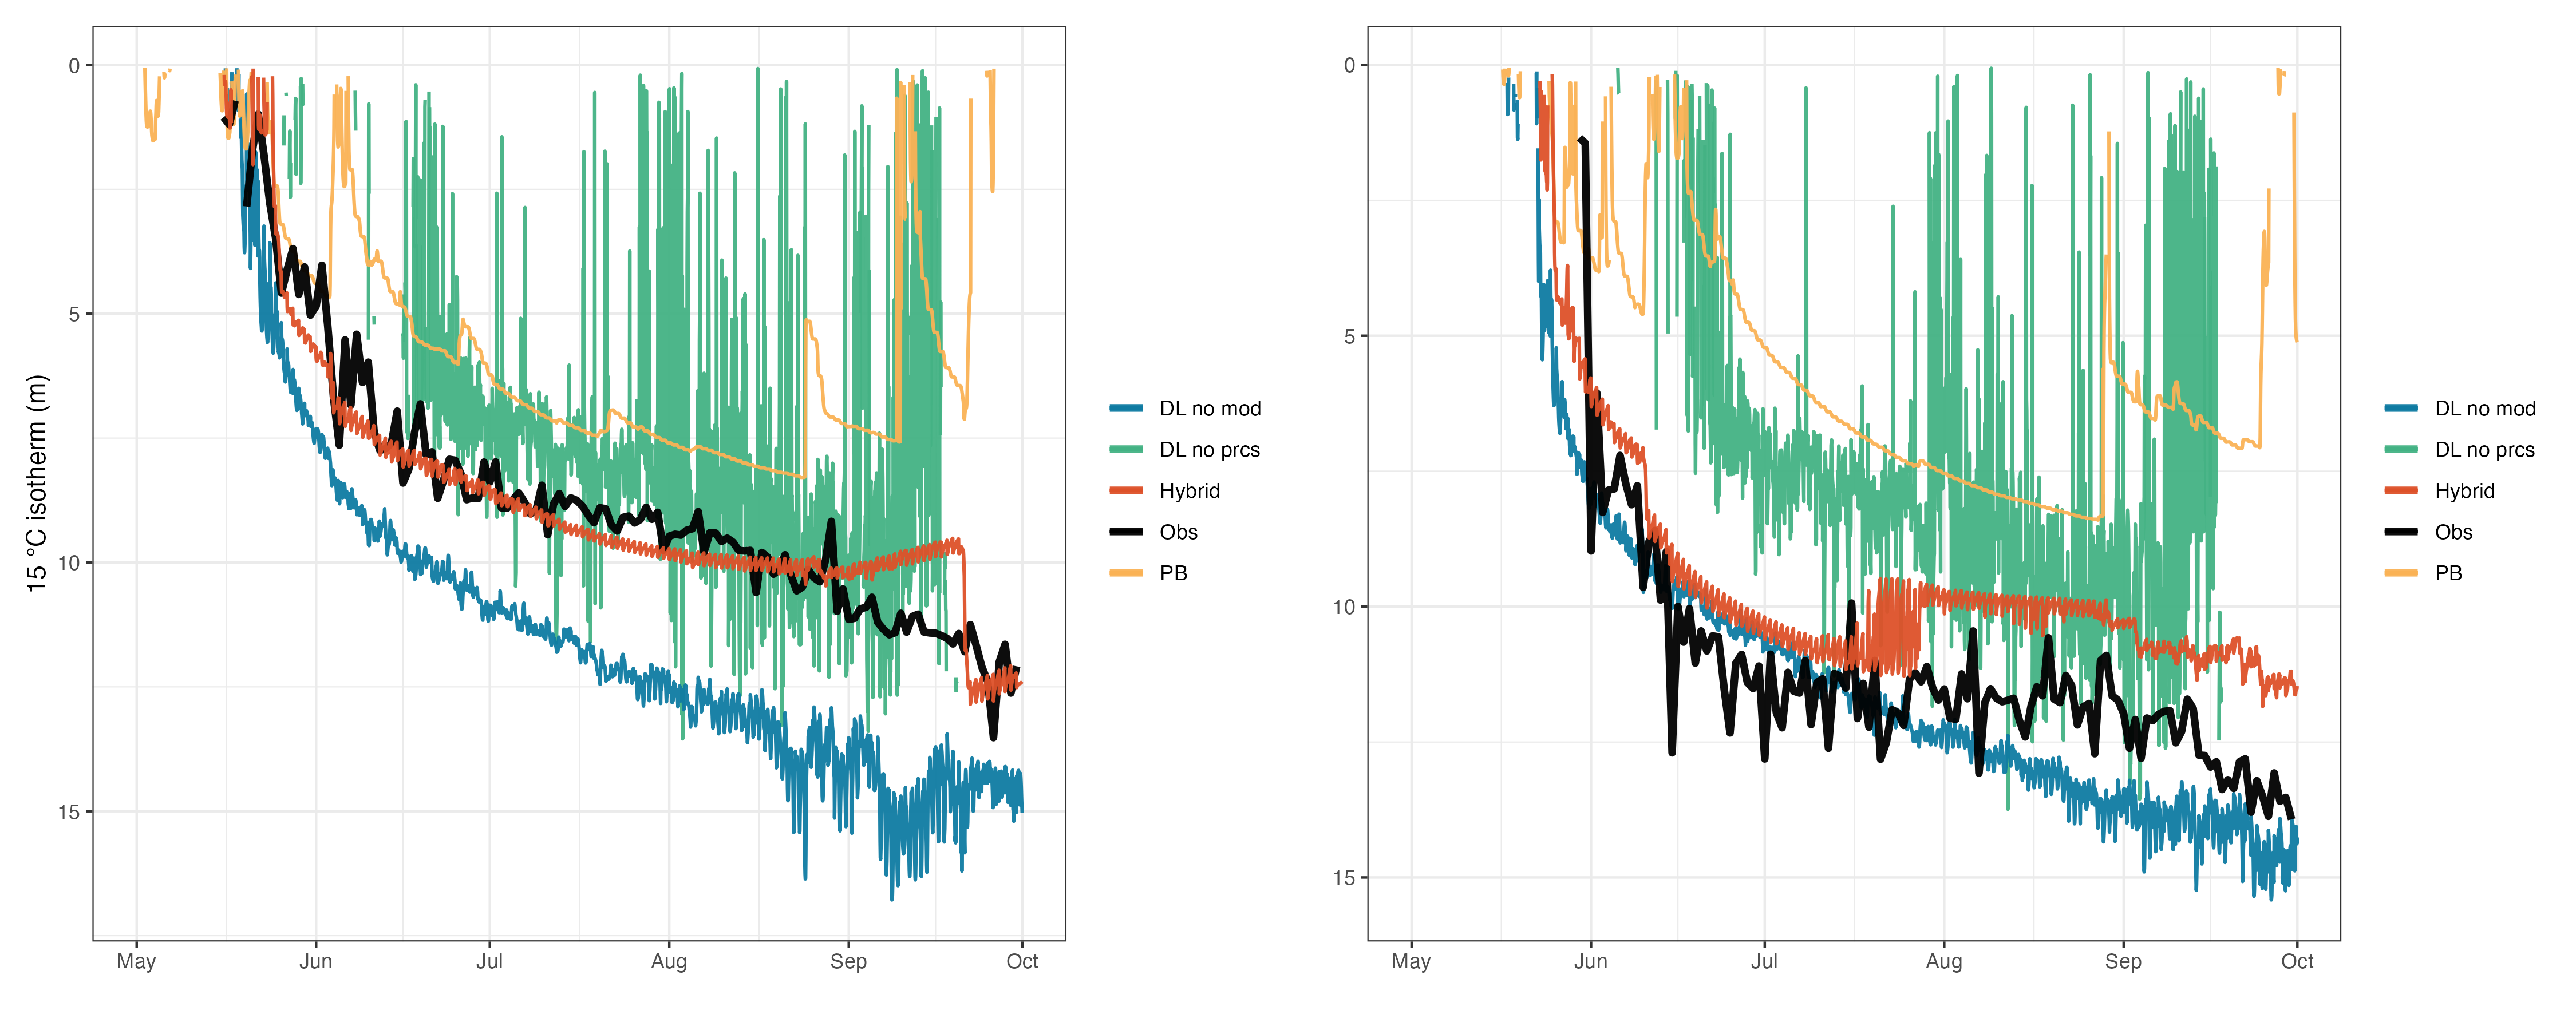 15 °C isotherm (m)
0
5
10
15
May Jun Jul Aug Sep Oct
DL no mod
DL no prcs
Hybrid
Obs
PB
0
5
10
15
May Jun Jul Aug Sep Oct
DL no mod
DL no prcs
Hybrid
Obs
PB